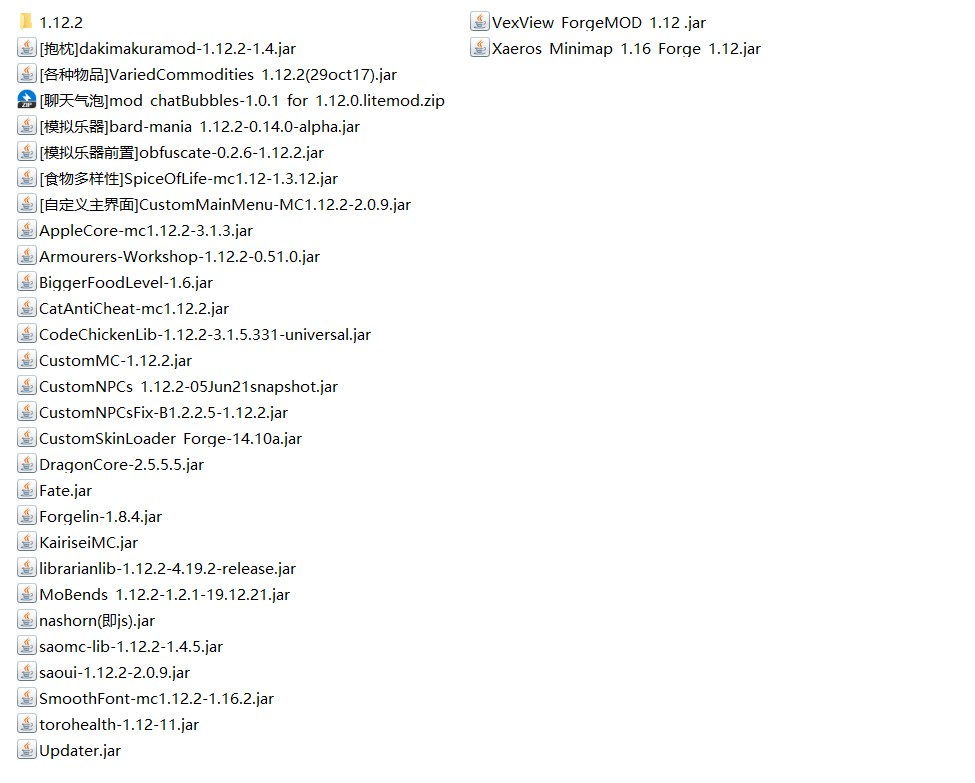 1.12.2
[抱枕]dakimakuramod-1.12.2-1.4.jar
[各种物品]VariedCommodities 1.12.2(29oct17).jar
[聊天气泡]mod chatBubbles-1.0.1 for 1.12.0.litemod.zip
[模拟乐器]bard-mania 1.12.2-0.14.0-alpha.jar
[模拟乐器前置]obfuscate-0.2.6-1.12.2.jar
[食物多样性]SpiceOfLife-mc1.12-1.3.12.jar
[自定义主界面]CustomMainMenu-MC1.12.2-2.0.9.jar
AppleCore-mc1.12.2-3.1.3.jar
Armourers-Workshop-1.12.2-0.51.0.jar
BiggerFoodLevel-1.6.jar
CatAntiCheat-mc1.12.2.jar
CodeChickenLib-1.12.2-3.1.5.331-universal.jar
CustomMC-1.12.2.jar
CustomNPCs 1.12.2-05Jun21snapshot.jar
CustomNPCsFix-B1.2.2.5-1.12.2.jar
CustomSkinLoader Forge-14.10a.jar
DragonCore-2.5.5.5.jar
Fate.jar
Forgelin-1.8.4.jar
KairiseiMC.jar
librarianlib-1.12.2-4.19.2-release.jar
MoBends 1.12.2-1.2.1-19.12.21.jar
nashorn(即js).jar
saomc-lib-1.12.2-1.4.5.jar
saoui-1.12.2-2.0.9.jar
SmoothFont-mc1.12.2-1.16.2.jar
torohealth-1.12-11.jar
Updater.jar
VexView ForgeMOD 1.12 .jar
Xaeros Minimap 1.16 Forge 1.12.jar